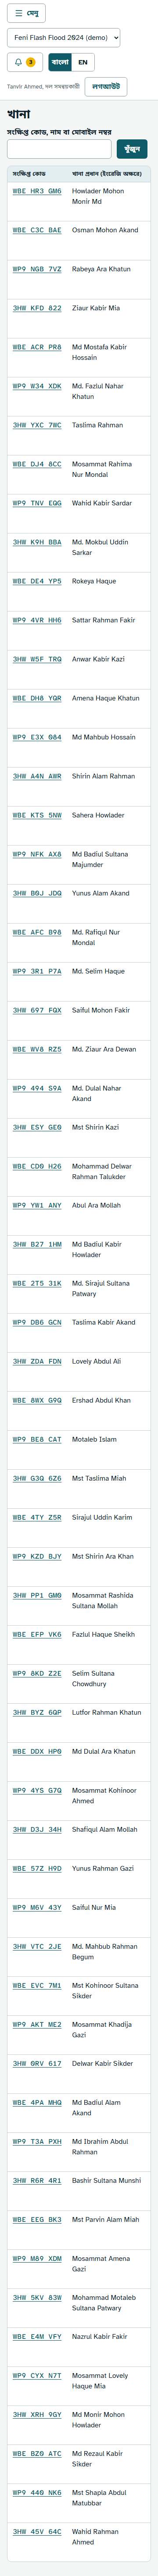 ☰ মেনু
Feni Flash Flood 2024 (demo)
3 বাংলা EN
Tanvir Ahmed, দল সমন্বয়কারী লগআউট
খানা
সংক্ষিপ্ত কোড, নাম বা মোবাইল নম্বর
খুঁজুন
সংক্ষিপ্ত কোড খানা প্রধান (ইংরেজি অক্ষরে)
WBE HR3 GM6 Howlader Mohon
Monir Md
WBE C3C BAE Osman Mohon Akand
WP9 NGB 7VZ Rabeya Ara Khatun
3HW KFD 822 Ziaur Kabir Mia
WBE ACR PR8 Md Mostafa Kabir
Hossain
WP9 W34 XDK Md. Fazlul Nahar
Khatun
3HW YXC 7WC Taslima Rahman
WBE DJ4 8CC Mosammat Rahima
Nur Mondal
WP9 TNV EQG Wahid Kabir Sardar
3HW K9H BBA Md. Mokbul Uddin
Sarkar
WBE DE4 YP5 Rokeya Haque
WP9 4VR HH6 Sattar Rahman Fakir
3HW W5F TRQ Anwar Kabir Kazi
WBE DH8 YQR Amena Haque Khatun
WP9 E3X 084 Md Mahbub Hossain
3HW A4N AWR Shirin Alam Rahman
WBE KTS 5NW Sahera Howlader
WP9 NFK AX8 Md Badiul Sultana
Majumder
3HW B0J JDQ Yunus Alam Akand
WBE AFC B98 Md. Rafiqul Nur
Mondal
WP9 3R1 P7A Md. Selim Haque
3HW 697 FQX Saiful Mohon Fakir
WBE WV8 RZ5 Md. Ziaur Ara Dewan
WP9 494 S9A Md. Dulal Nahar
Akand
3HW ESY GE0 Mst Shirin Kazi
WBE CD0 H26 Mohammad Delwar
Rahman Talukder
WP9 YW1 ANY Abul Ara Mollah
3HW B27 1HM Md Badiul Kabir
Howlader
WBE 2T5 31K Md. Sirajul Sultana
Patwary
WP9 DB6 GCN Taslima Kabir Akand
3HW ZDA FDN Lovely Abdul Ali
WBE 8WX G9Q Ershad Abdul Khan
WP9 BE8 CAT Motaleb Islam
3HW G3Q 6Z6 Mst Taslima Miah
WBE 4TY Z5R Sirajul Uddin Karim
WP9 KZD BJY Mst Shirin Ara Khan
3HW PP1 GM0 Mosammat Rashida
Sultana Mollah
WBE EFP VK6 Fazlul Haque Sheikh
WP9 8KD Z2E Selim Sultana
Chowdhury
3HW BYZ 6QP Lutfor Rahman Khatun
WBE DDX HP0 Md Dulal Ara Khatun
WP9 4YS G7Q Mosammat Kohinoor
Ahmed
3HW D3J 34H Shafiqul Alam Mollah
WBE 57Z H9D Yunus Rahman Gazi
WP9 M6V 43Y Saiful Nur Mia
3HW VTC 2JE Md. Mahbub Rahman
Begum
WBE EVC 7M1 Mst Kohinoor Sultana
Sikder
WP9 AKT ME2 Mosammat Khadija
Gazi
3HW 0RV 617 Delwar Kabir Sikder
WBE 4PA MHQ Md Badiul Alam
Akand
WP9 T3A PXH Md Ibrahim Abdul
Rahman
3HW R6R 4R1 Bashir Sultana Munshi
WBE EEG BK3 Mst Parvin Alam Miah
WP9 M89 XDM Mosammat Amena
Gazi
3HW 5KV 83W Mohammad Motaleb
Sultana Patwary
WBE E4M VFY Nazrul Kabir Fakir
WP9 CYX N7T Mosammat Lovely
Haque Mia
3HW XRH 9GY Md Monir Mohon
Howlader
WBE BZ0 ATC Md Rezaul Kabir
Sikder
WP9 440 NK6 Mst Shapla Abdul
Matubbar
3HW 45V 64C Wahid Rahman
Ahmed